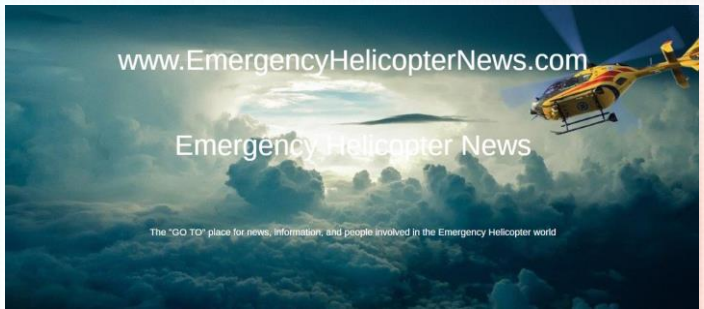 www.EmergencyHelicopterNews.com
Emergency Helicopter News
The "GO TO" place for news, information, and people involved in the Emergency Helicopter world